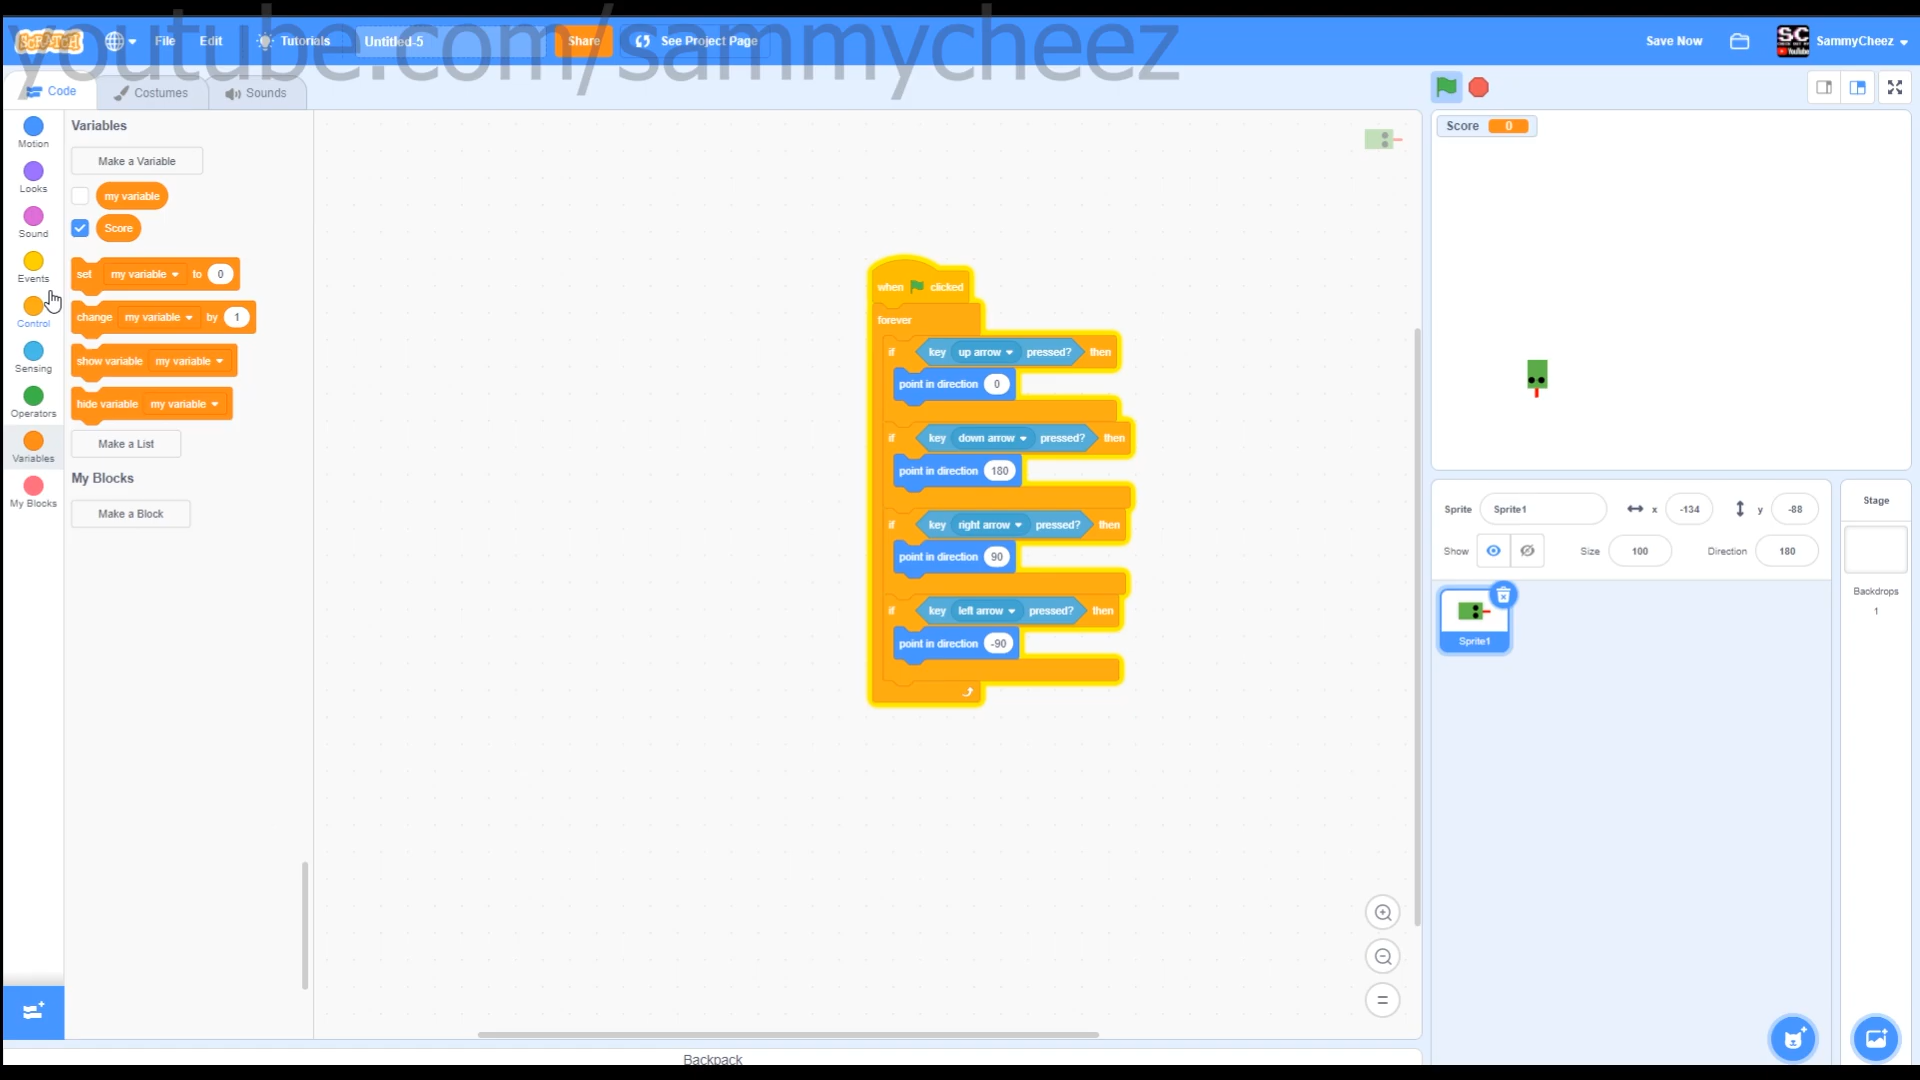 youtube.com/sammycheez
SCRATCH
File
Edit
Tutorials
Untitled-5
Share
See Project Page
Save Now
SC
YouTube
SammyCheez
Code
Costumes
Sounds
Motion
Looks
Sound
Events
Control
Sensing
Operators
Variables
My Blocks
Variables
Make a Variable
my variable
Score
set my variable to 0
change my variable by 1
show variable my variable
hide variable my variable
Make a List
My Blocks
Make a Block
when clicked
forever
if key up arrow pressed? then
point in direction 0
if key down arrow pressed? then
point in direction 180
if key right arrow pressed? then
point in direction 90
if key left arrow pressed? then
point in direction -90
Backpack
Score 0
Sprite Sprite1 x -134 y -88
Show Size 100 Direction 180
Sprite1
Stage
Backdrops
1